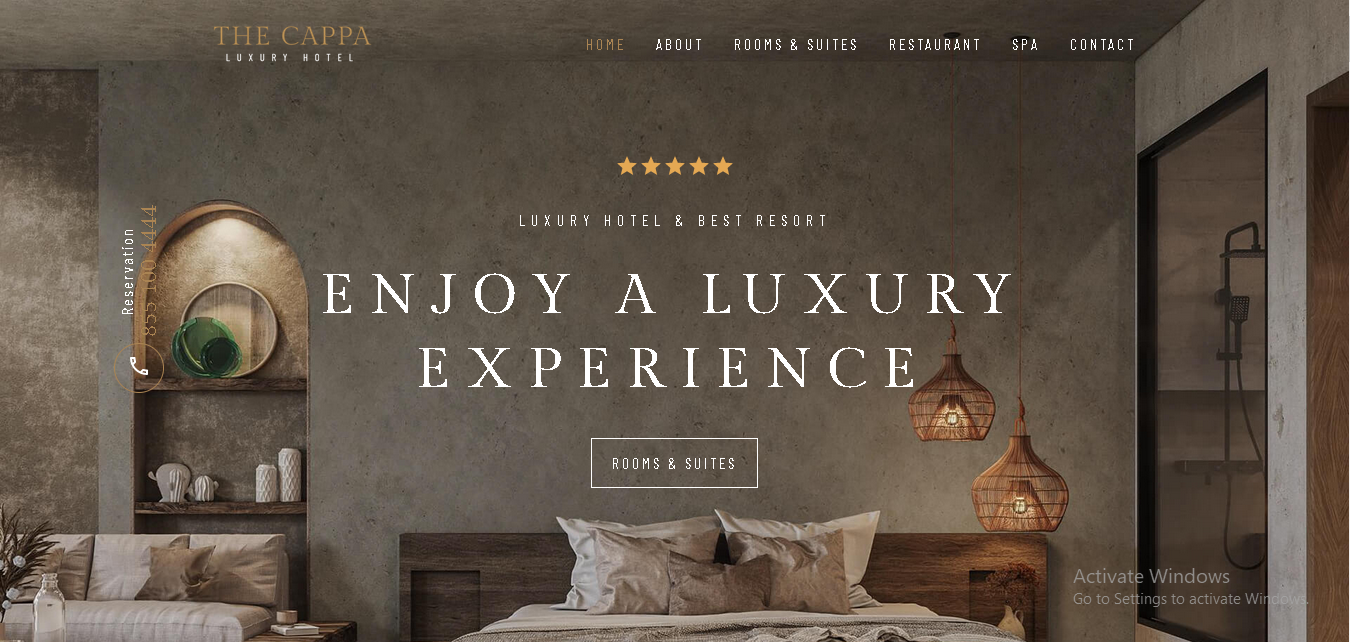 THE CAPPA
LUXURY HOTEL
HOME ABOUT ROOMS & SUITES RESTAURANT SPA CONTACT
LUXURY HOTEL & BEST RESORT
ENJOY A LUXURY
EXPERIENCE
Reservation
855 100 4444
ROOMS & SUITES
Activate Windows
Go to Settings to activate Windows.